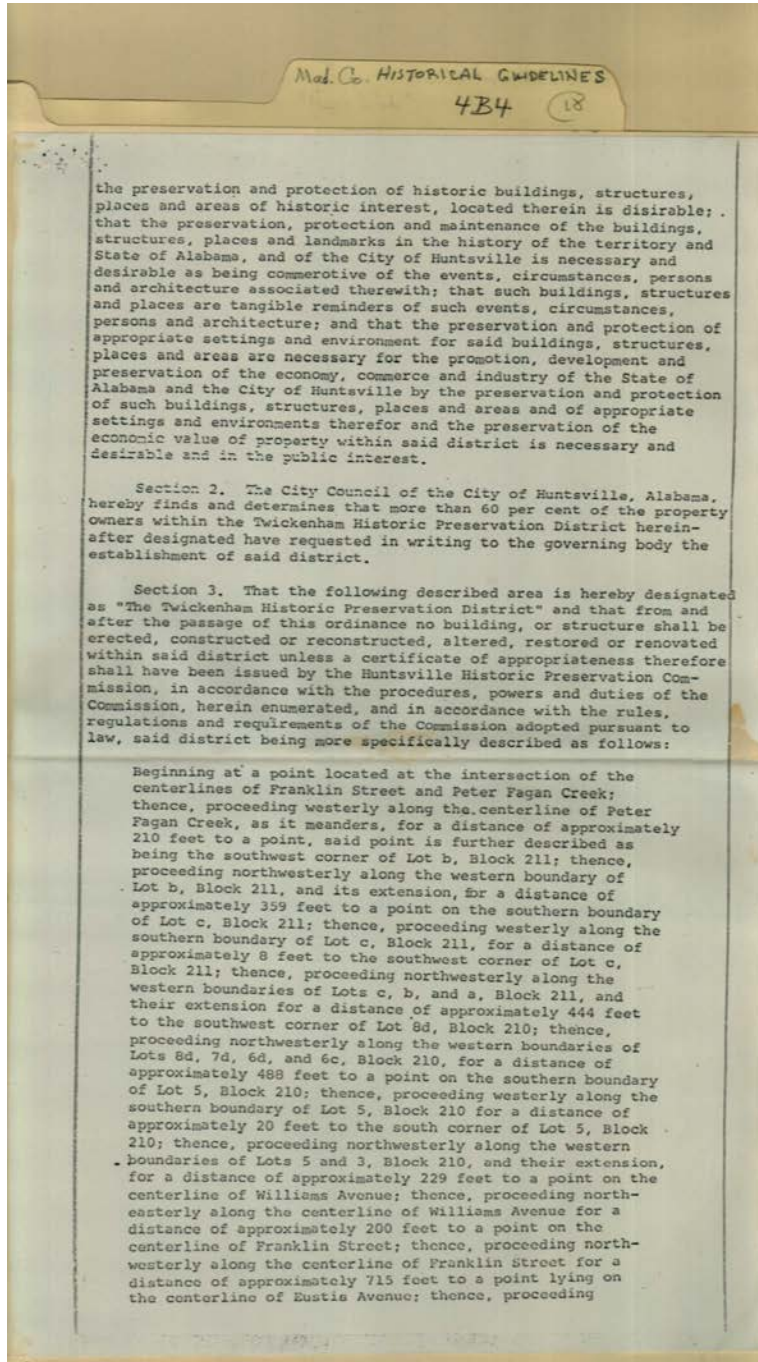 Mad. Co. HISTORICAL GUIDELINES
4B4 18
the preservation and protection of historic buildings, structures,
places and areas of historic interest, located therein is disirable; .
that the preservation, protection and maintenance of the buildings,
structures, places and landmarks in the history of the territory and
State of Alabama, and of the City of Huntsville is necessary and
desirable as being commerotive of the events, circumstances, persons
and architecture associated therewith; that such buildings, structures
and places are tangible reminders of such events, circumstances,
persons and architecture; and that the preservation and protection of
appropriate settings and environment for said buildings, structures,
places and areas are necessary for the promotion, development and
preservation of the economy, commerce and industry of the State of
Alabama and the City of Huntsville by the preservation and protection
of such buildings, structures, places and areas and of appropriate
settings and environments therefor and the preservation of the
economic value of property within said district is necessary and
desirable and in the public interest.
Section 2. The City Council of the City of Huntsville, Alabama,
hereby finds and determines that more than 60 per cent of the property
owners within the Twickenham Historic Preservation District herein-
after designated have requested in writing to the governing body the
establishment of said district.
Section 3. That the following described area is hereby designated
as "The Twickenham Historic Preservation District" and that from and
after the passage of this ordinance no building, or structure shall be
erected, constructed or reconstructed, altered, restored or renovated
within said district unless a certificate of appropriateness therefore
shall have been issued by the Huntsville Historic Preservation Com-
mission, in accordance with the procedures, powers and duties of the
Commission, herein enumerated, and in accordance with the rules,
regulations and requirements of the Commission adopted pursuant to
law, said district being more specifically described as follows:
Beginning at a point located at the intersection of the
centerlines of Franklin Street and Peter Fagan Creek;
thence, proceeding westerly along the centerline of Peter
Fagan Creek, as it meanders, for a distance of approximately
210 feet to a point, said point is further described as
being the southwest corner of Lot b, Block 211; thence,
proceeding northwesterly along the western boundary of
Lot b, Block 211, and its extension, for a distance of
approximately 359 feet to a point on the southern boundary
of Lot c, Block 211; thence, proceeding westerly along the
southern boundary of Lot c, Block 211, for a distance of
approximately 8 feet to the southwest corner of Lot c,
Block 211; thence, proceeding northwesterly along the
western boundaries of Lots c, b, and a, Block 211, and
their extension for a distance of approximately 444 feet
to the southwest corner of Lot 8d, Block 210; thence,
proceeding northwesterly along the western boundaries of
Lots 8d, 7d, 6d, and 6c, Block 210, for a distance of
approximately 488 feet to a point on the southern boundary
of Lot 5, Block 210; thence, proceeding westerly along the
southern boundary of Lot 5, Block 210 for a distance of
approximately 20 feet to the south corner of Lot 5, Block
210; thence, proceeding northwesterly along the western
boundaries of Lots 5 and 3, Block 210, and their extension,
for a distance of approximately 229 feet to a point on the
centerline of Williams Avenue; thence, proceeding north-
easterly along the centerline of Williams Avenue for a
distance of approximately 200 feet to a point on the
centerline of Franklin Street; thence, proceeding north-
westerly along the centerline of Franklin Street for a
distance of approximately 715 feet to a point lying on
the centerline of Eustis Avenue; thence, proceeding